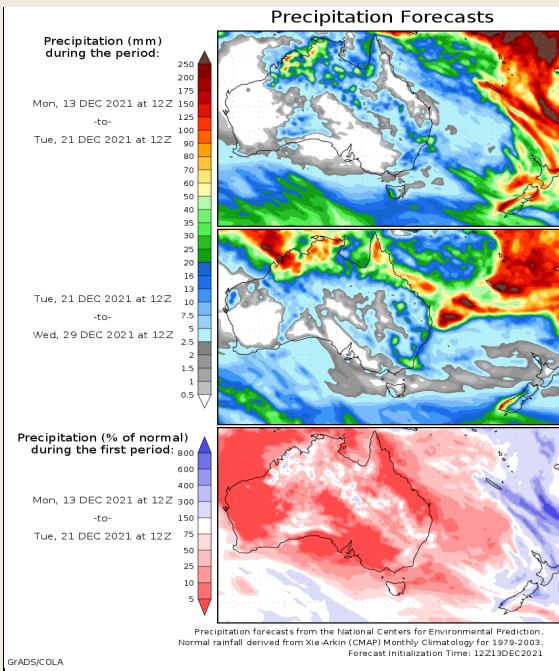 Precipitation Forecasts
Precipitation (mm)
during the period:
250
200
175
150
125
100
90
80
70
60
50
40
35
30
25
20
16
13
10
7.5
5
2.5
2
1.5
1
0.5
Mon, 13 DEC 2021 at 12Z
-to-
Tue, 21 DEC 2021 at 12Z
Tue, 21 DEC 2021 at 12Z
-to-
Wed, 29 DEC 2021 at 12Z
Precipitation (% of normal)
during the first period:
800
600
400
300
150
75
50
25
10
5
Mon, 13 DEC 2021 at 12Z
-to-
Tue, 21 DEC 2021 at 12Z
Precipitation forecasts from the National Centers for Environmental Prediction.
Normal rainfall derived from Xie-Arkin (CMAP) Monthly Climatology for 1979-2003.
Forecast Initialization Time: 12Z13DEC2021
GrADS/COLA